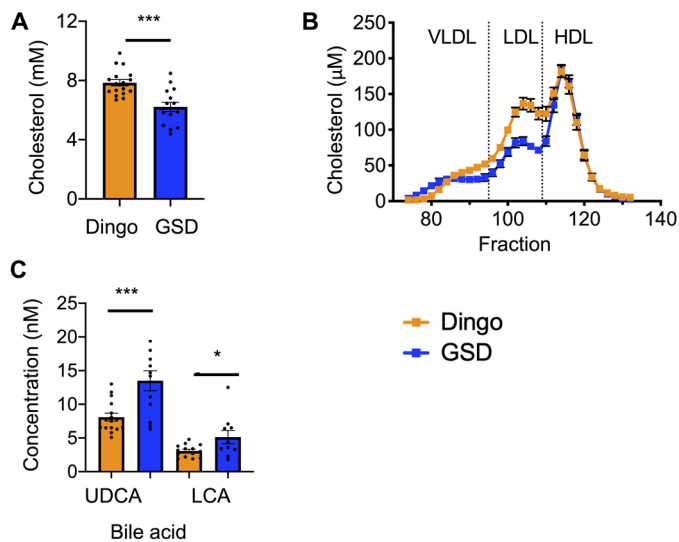 A
***
12
8
4
0
Cholesterol (mM)
Dingo GSD
B
VLDL LDL HDL
250
200
150
100
50
0
Cholesterol (µM)
80 100 120 140
Fraction
C
***
*
25
20
15
10
5
0
Concentration (nM)
UDCA LCA
Bile acid
Dingo
GSD